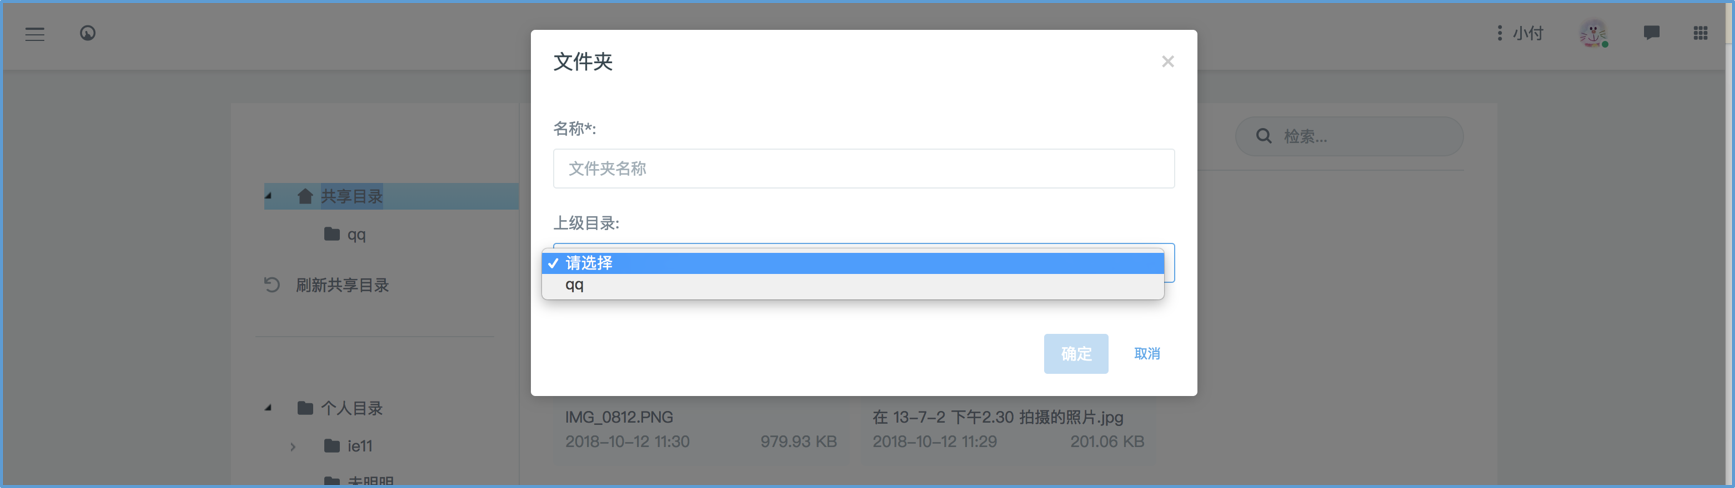 小付
文件夹
×
名称*:
文件夹名称
检索...
共享目录
上级目录:
qq
✓ 请选择
qq
刷新共享目录
确定
取消
个人目录
IMG_0812.PNG
2018-10-12 11:30
979.93 KB
在 13-7-2 下午2.30 拍摄的照片.jpg
2018-10-12 11:29
201.06 KB
ie11